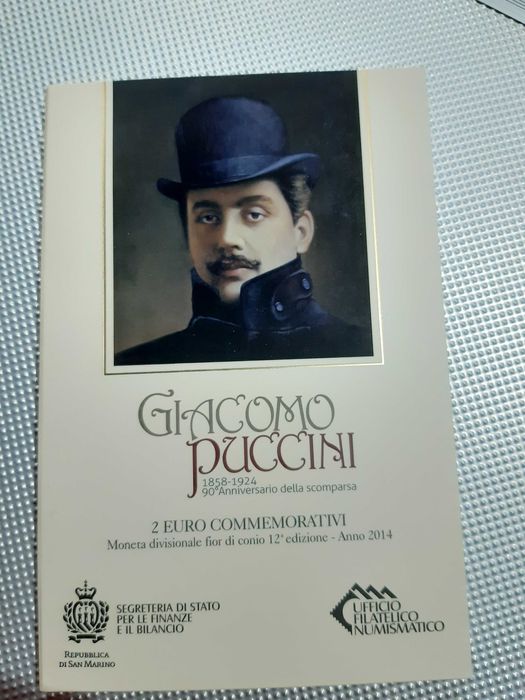 GIACOMO
PUCCINI
1858-1924
90°Anniversario della scomparsa
2 EURO COMMEMORATIVI
Moneta divisionale fior di conio 12ª edizione - Anno 2014
SEGRETERIA DI STATO
PER LE FINANZE
E IL BILANCIO
REPUBBLICA
DI SAN MARINO
UFFICIO
FILATELICO
NUMISMATICO